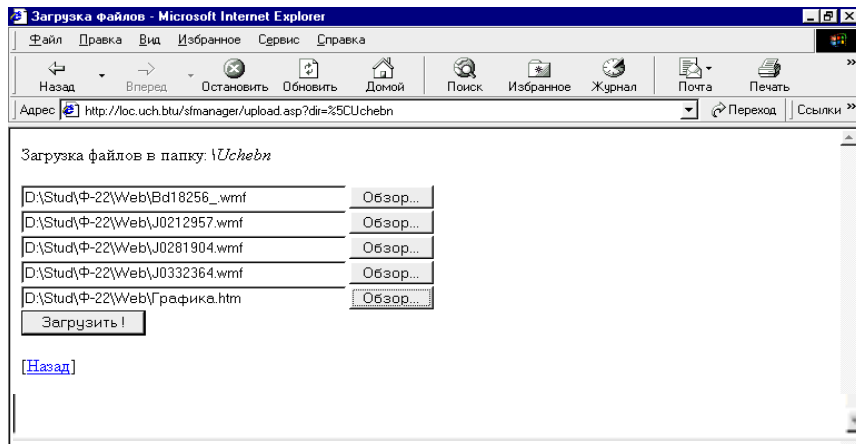 Загрузка файлов - Microsoft Internet Explorer
Файл Правка Вид Избранное Сервис Справка
Назад Вперед Остановить Обновить Домой Поиск Избранное Журнал Почта Печать »
Адрес http://loc.uch.btu/sfmanager/upload.asp?dir=%5CUchebn Переход Ссылки »
Загрузка файлов в папку: \Uchebn
D:\Stud\Ф-22\Web\Bd18256_.wmf Обзор...
D:\Stud\Ф-22\Web\J0212957.wmf Обзор...
D:\Stud\Ф-22\Web\J0281904.wmf Обзор...
D:\Stud\Ф-22\Web\J0332364.wmf Обзор...
D:\Stud\Ф-22\Web\Графика.htm Обзор...
Загрузить !
[Назад]